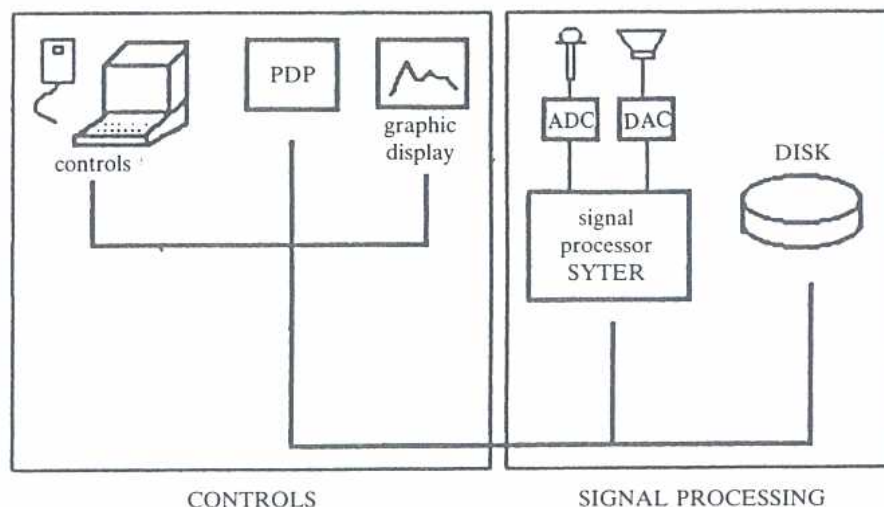 PDP
controls
graphic
display
ADC
DAC
DISK
signal
processor
SYTER
CONTROLS
SIGNAL PROCESSING